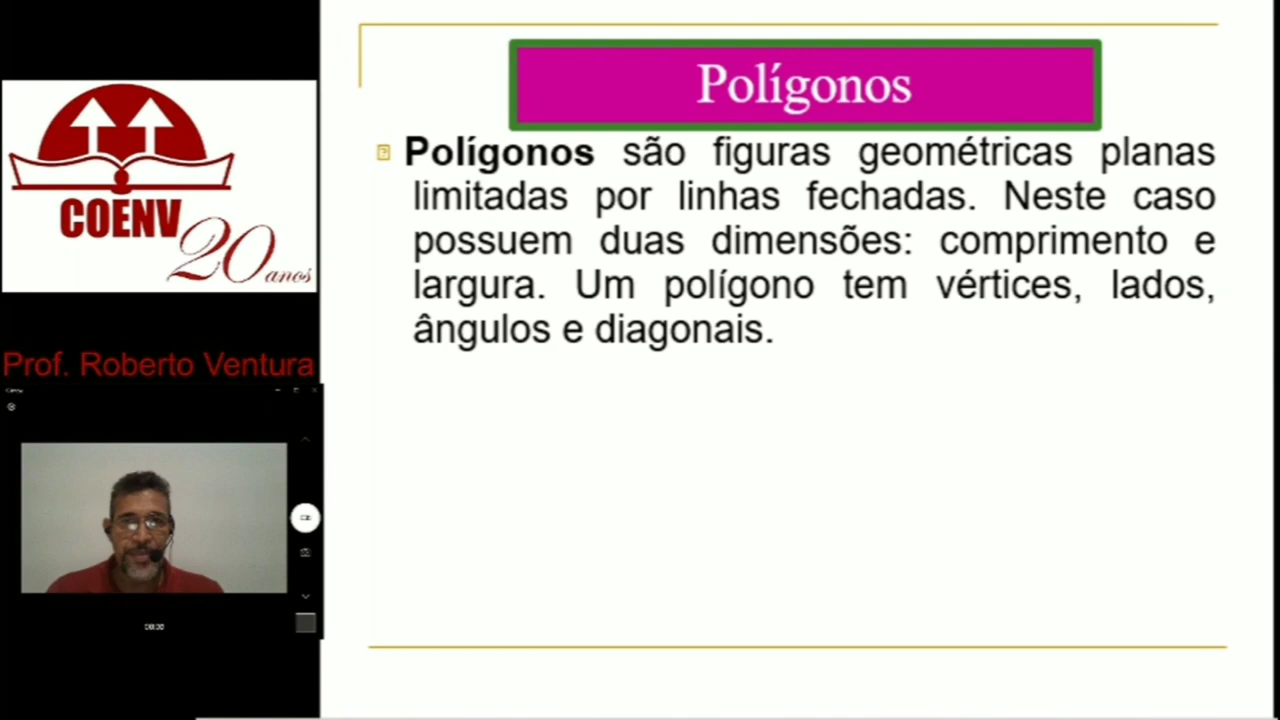 Polígonos
Polígonos são figuras geométricas planas
limitadas por linhas fechadas. Neste caso
possuem duas dimensões: comprimento e
largura. Um polígono tem vértices, lados,
ângulos e diagonais.
COENV
20 anos
Prof. Roberto Ventura